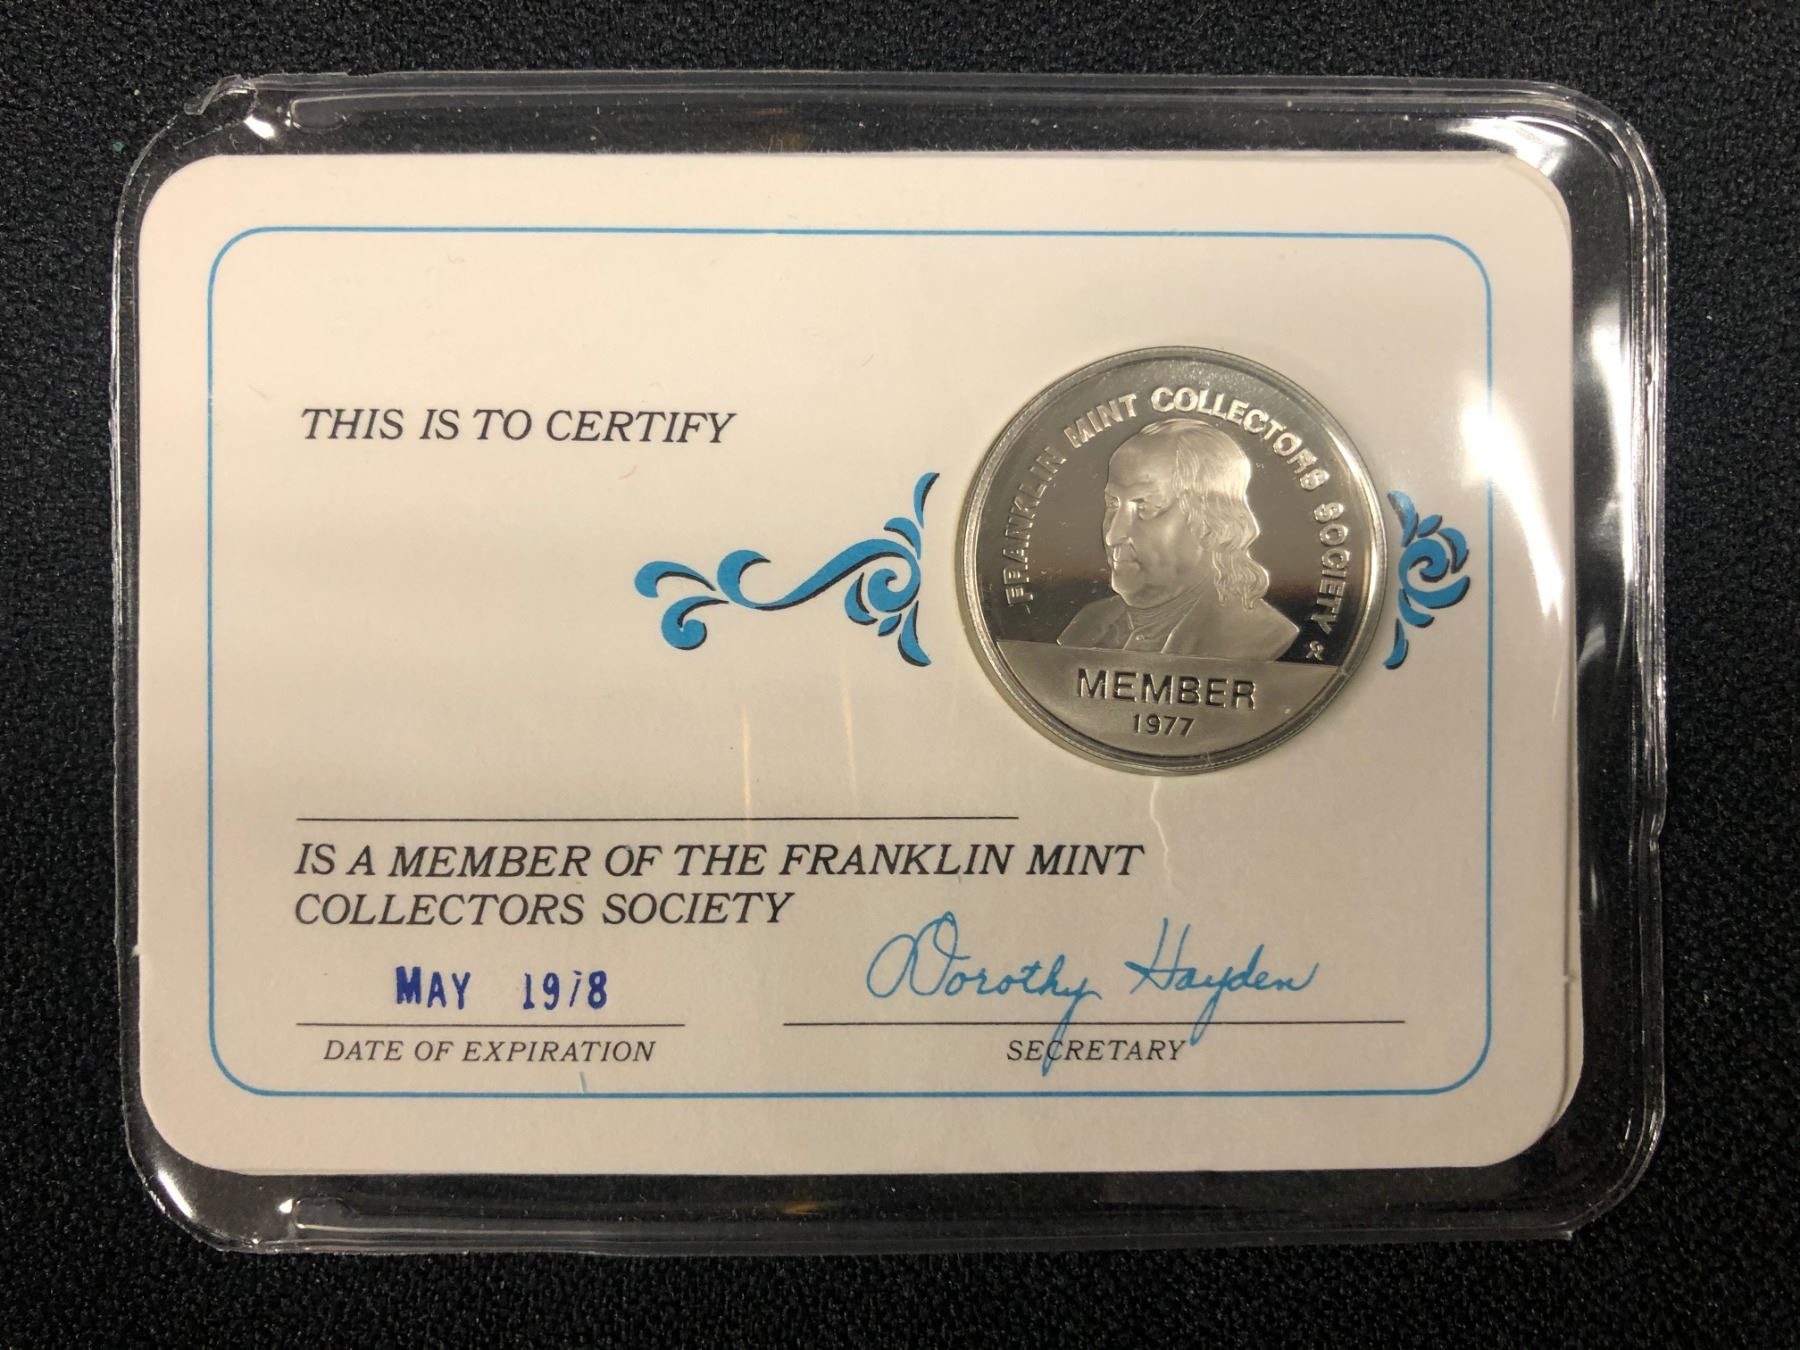 THIS IS TO CERTIFY
FRANKLIN MINT COLLECTORS SOCIETY
MEMBER
1977
IS A MEMBER OF THE FRANKLIN MINT
COLLECTORS SOCIETY
MAY 1978
Dorothy Hayden
DATE OF EXPIRATION
SECRETARY